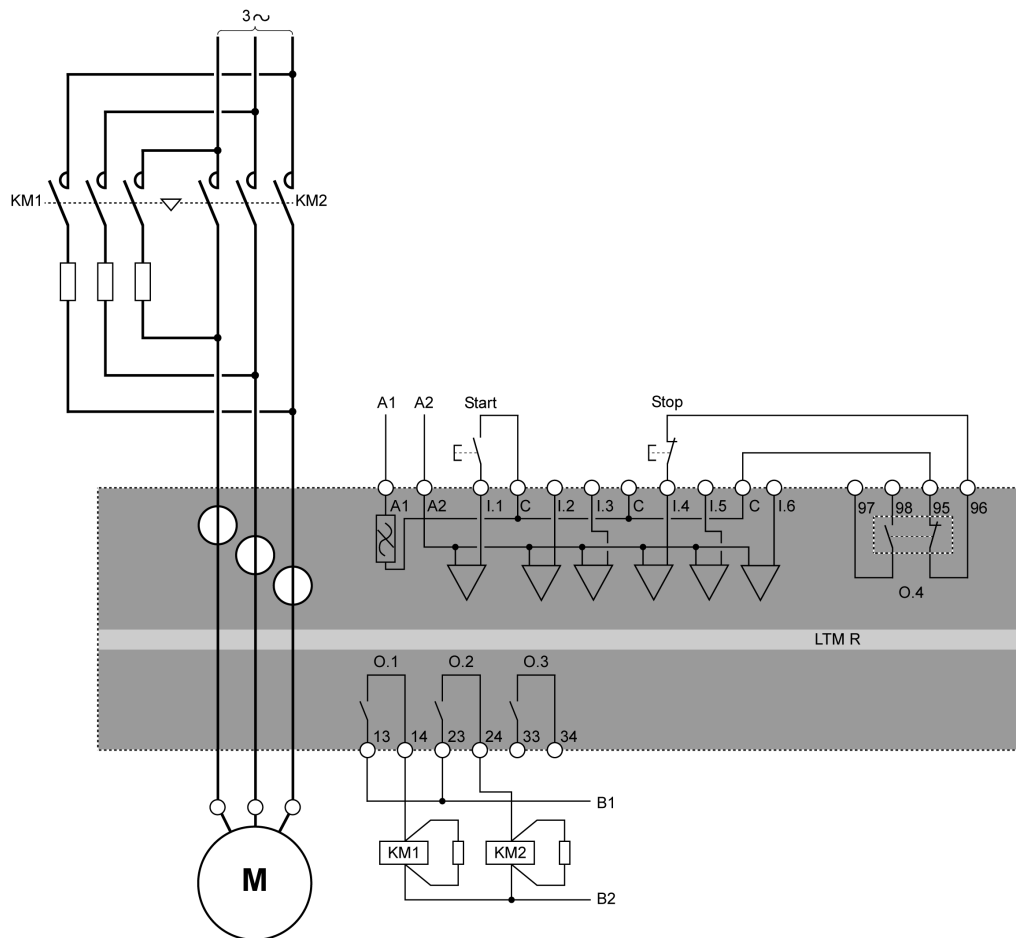 3
KM1
KM2
A1 A2 Start Stop
A1 A2 I.1 C I.2 I.3 C I.4 I.5 C I.6 97 98 95 96
O.4
LTM R
O.1 O.2 O.3
13 14 23 24 33 34
B1
KM1 KM2
M
B2